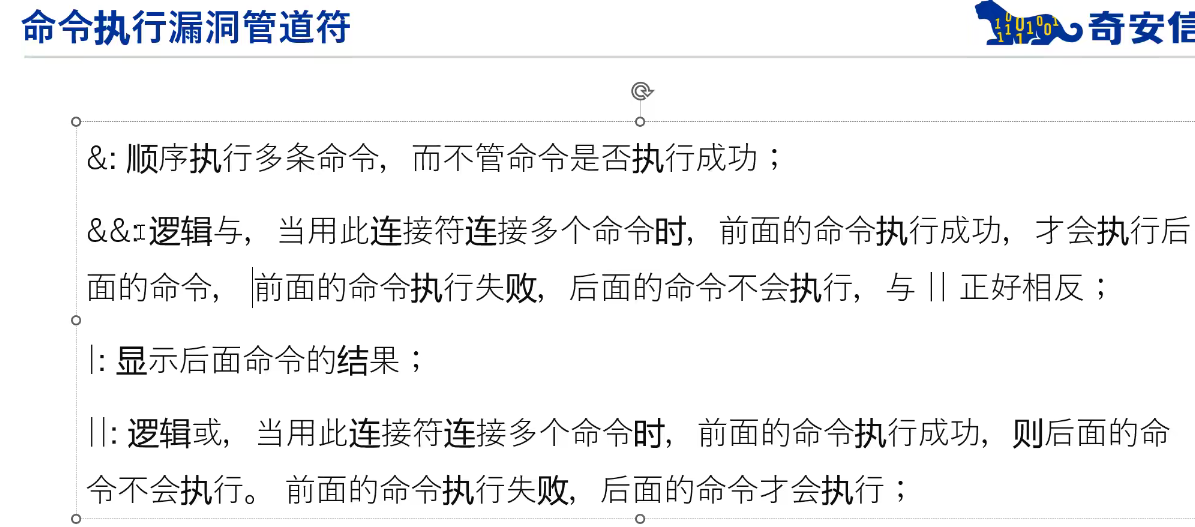 命令执行漏洞管道符
奇安信
&: 顺序执行多条命令，而不管命令是否执行成功；
&&: 逻辑与，当用此连接符连接多个命令时，前面的命令执行成功，才会执行后
面的命令，前面的命令执行失败，后面的命令不会执行，与 || 正好相反；
|: 显示后面命令的结果；
||: 逻辑或，当用此连接符连接多个命令时，前面的命令执行成功，则后面的命
令不会执行。 前面的命令执行失败，后面的命令才会执行；